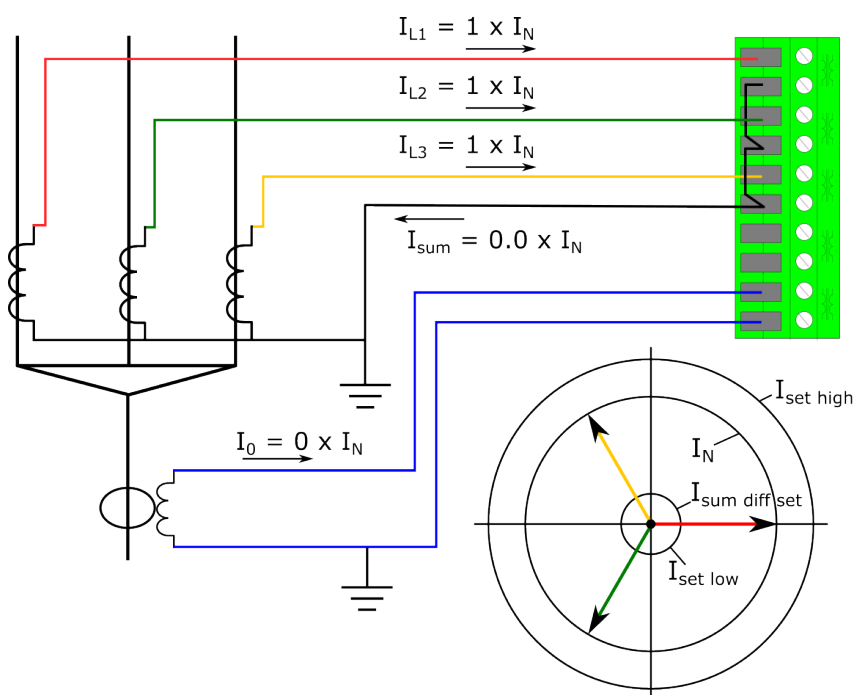 I_L1 = 1 x I_N
I_L2 = 1 x I_N
I_L3 = 1 x I_N
I_sum = 0.0 x I_N
I_0 = 0 x I_N
I_set high
I_N
I_sum diff set
I_set low